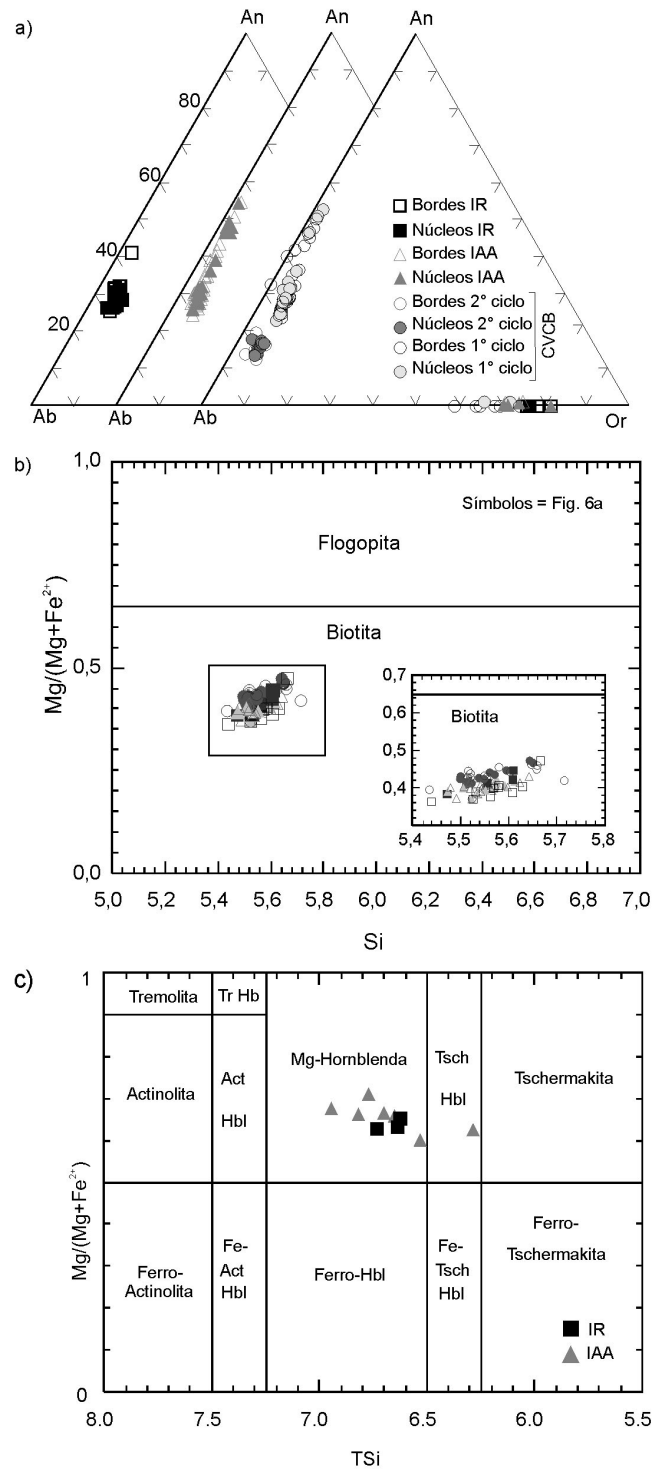 a)
An
An
An
80
60
40
20
Ab
Ab
Ab
Or
Bordes IR
Núcleos IR
Bordes IAA
Núcleos IAA
Bordes 2° ciclo
Núcleos 2° ciclo
Bordes 1° ciclo
Núcleos 1° ciclo
CVCB
b)
1,0
Símbolos = Fig. 6a
Flogopita
Biotita
Mg/(Mg+Fe²⁺)
0,5
0,7
0,6
0,5
0,4
Biotita
5,4 5,5 5,6 5,7 5,8
0,0
5,0 5,2 5,4 5,6 5,8 6,0 6,2 6,4 6,6 6,8 7,0
Si
c)
1
Tremolita
Tr Hb
Actinolita
Act
Hbl
Mg-Hornblenda
Tsch
Hbl
Tschermakita
Mg/(Mg+Fe²⁺)
Ferro-
Actinolita
Fe-
Act
Hbl
Ferro-Hbl
Fe-
Tsch
Hbl
Ferro-
Tschermakita
IR
IAA
0
8.0 7.5 7.0 6.5 6.0 5.5
TSi